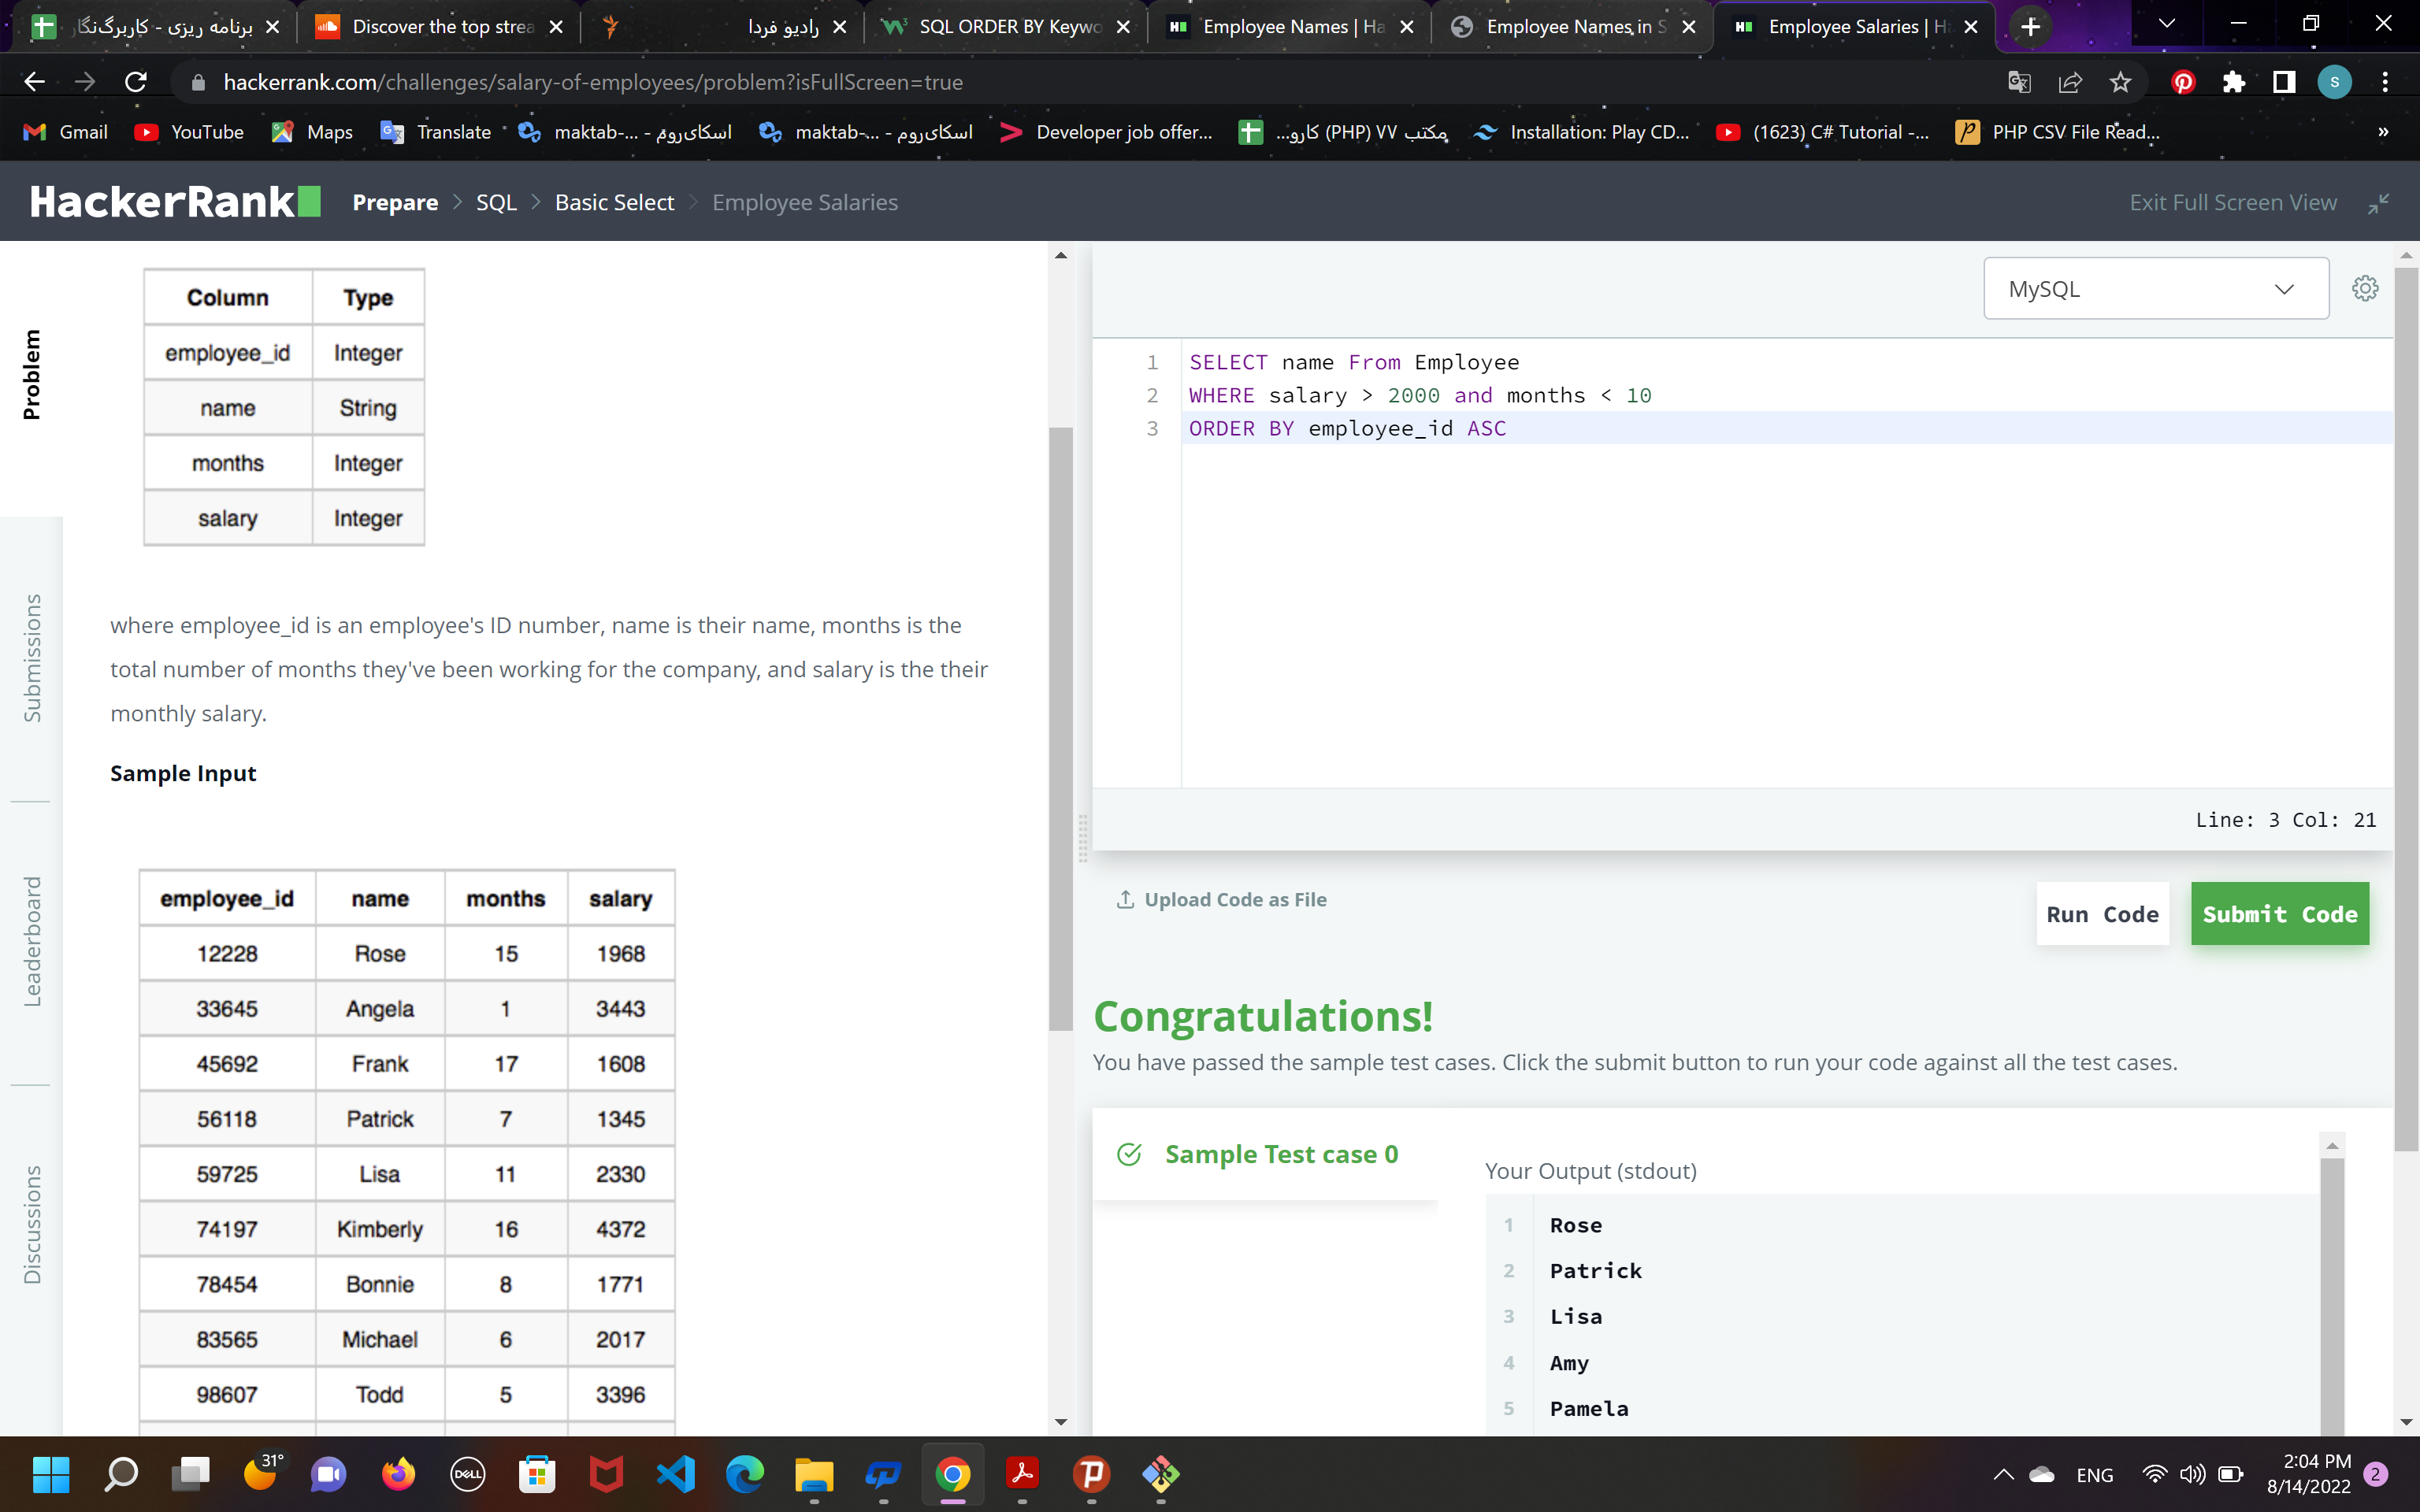 برنامه ریزی - کاربرگ‌نگار
Discover the top strea
رادیو فردا
SQL ORDER BY Keywo
Employee Names | Ha
Employee Names in S
Employee Salaries | H
hackerrank.com/challenges/salary-of-employees/problem?isFullScreen=true
S
Gmail
YouTube
Maps
Translate
maktab-... - اسکای‌روم
maktab-... - اسکای‌روم
Developer job offer...
مکتب ۷۷ (PHP) کارو...
Installation: Play CD...
(1623) C# Tutorial -...
PHP CSV File Read...
»
HackerRank
Prepare > SQL > Basic Select > Employee Salaries
Exit Full Screen View
Problem
Submissions
Leaderboard
Discussions
Column Type
employee_id Integer
name String
months Integer
salary Integer
where employee_id is an employee's ID number, name is their name, months is the
total number of months they've been working for the company, and salary is the their
monthly salary.
Sample Input
employee_id name months salary
12228 Rose 15 1968
33645 Angela 1 3443
45692 Frank 17 1608
56118 Patrick 7 1345
59725 Lisa 11 2330
74197 Kimberly 16 4372
78454 Bonnie 8 1771
83565 Michael 6 2017
98607 Todd 5 3396
MySQL
1 SELECT name From Employee
2 WHERE salary > 2000 and months < 10
3 ORDER BY employee_id ASC
Line: 3 Col: 21
Upload Code as File
Run Code
Submit Code
Congratulations!
You have passed the sample test cases. Click the submit button to run your code against all the test cases.
Sample Test case 0
Your Output (stdout)
1 Rose
2 Patrick
3 Lisa
4 Amy
5 Pamela
31°
DELL
ENG
2:04 PM
8/14/2022
2